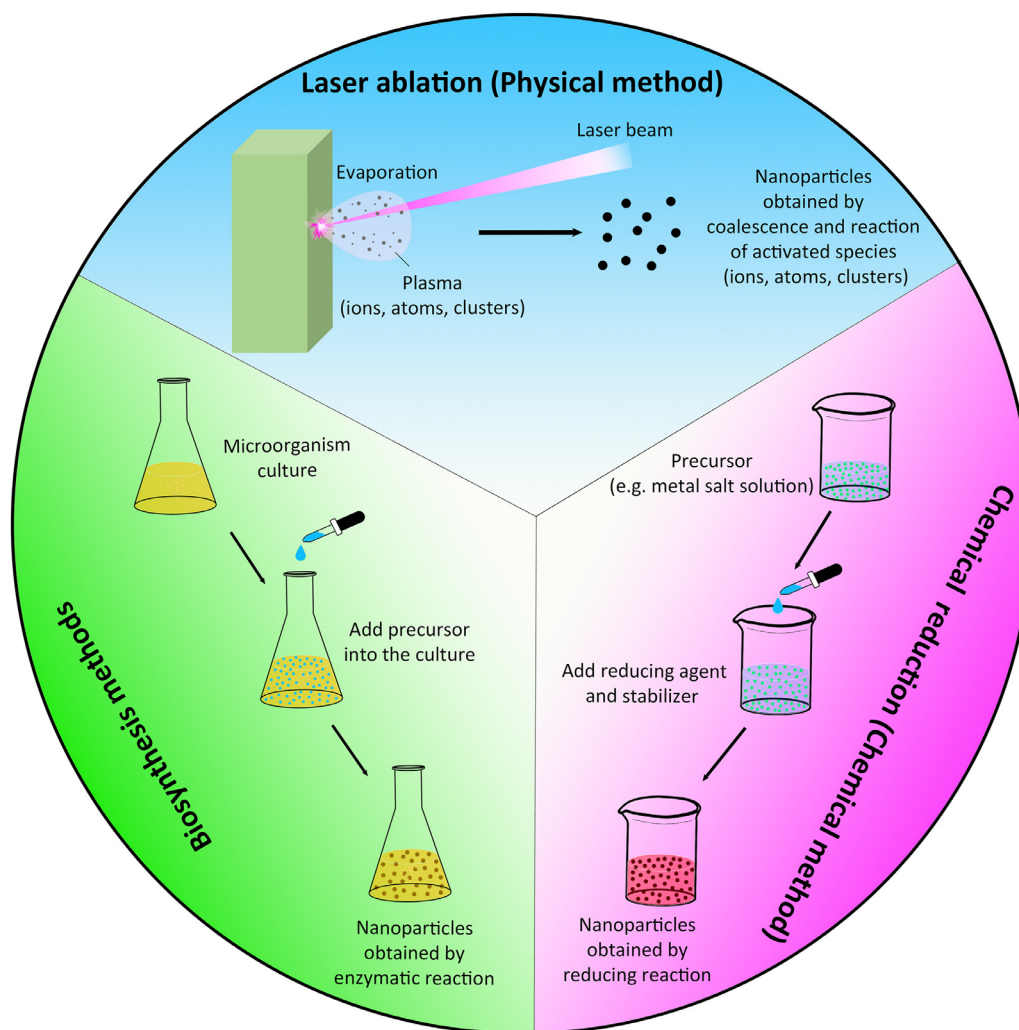 Laser ablation (Physical method)
Laser beam
Evaporation
Plasma
(ions, atoms, clusters)
Nanoparticles
obtained by
coalescence and reaction
of activated species
(ions, atoms, clusters)
Biosynthesis methods
Microorganism
culture
Add precursor
into the culture
Nanoparticles
obtained by
enzymatic reaction
Chemical reduction (Chemical method)
Precursor
(e.g. metal salt solution)
Add reducing agent
and stabilizer
Nanoparticles
obtained by
reducing reaction